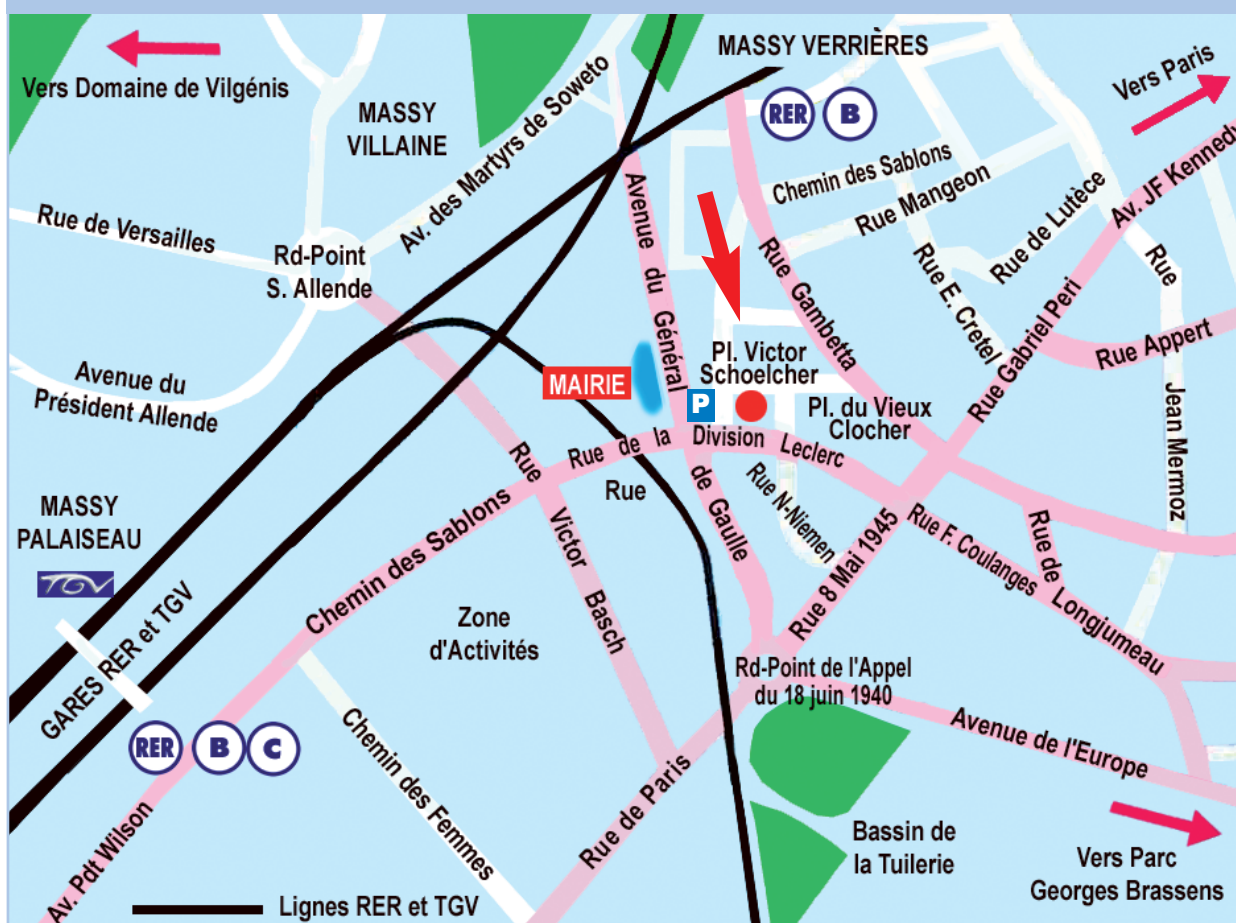 MASSY VERRIÈRES
Vers Domaine de Vilgénis
Vers Paris
MASSY
VILLAINE
Av. des Martyrs de Soweto
RER B
Avenue du Général de Gaulle
Chemin des Sablons
Rue Mangeon
Rue de Lutèce
Av. JF Kennedy
Rue de Versailles
Rd-Point
S. Allende
Rue Gambetta
Rue E. Cretel
Rue Jean Mermoz
Rue Gabriel Peri
Rue Appert
Avenue du
Président Allende
MAIRIE
Pl. Victor
Schoelcher
P
Pl. du Vieux
Clocher
Rue de la Division Leclerc
Rue
Rue N-Niemen
Rue Victor Basch
MASSY
PALAISEAU
TGV
GARES RER et TGV
Chemin des Sablons
Rue 8 Mai 1945
Rue F. Coulanges
Rue de Longjumeau
Zone
d'Activités
Rd-Point de l'Appel
du 18 juin 1940
Avenue de l'Europe
RER B C
Chemin des Femmes
Rue de Paris
Av. Pdt Wilson
Bassin de
la Tuilerie
Vers Parc
Georges Brassens
Lignes RER et TGV